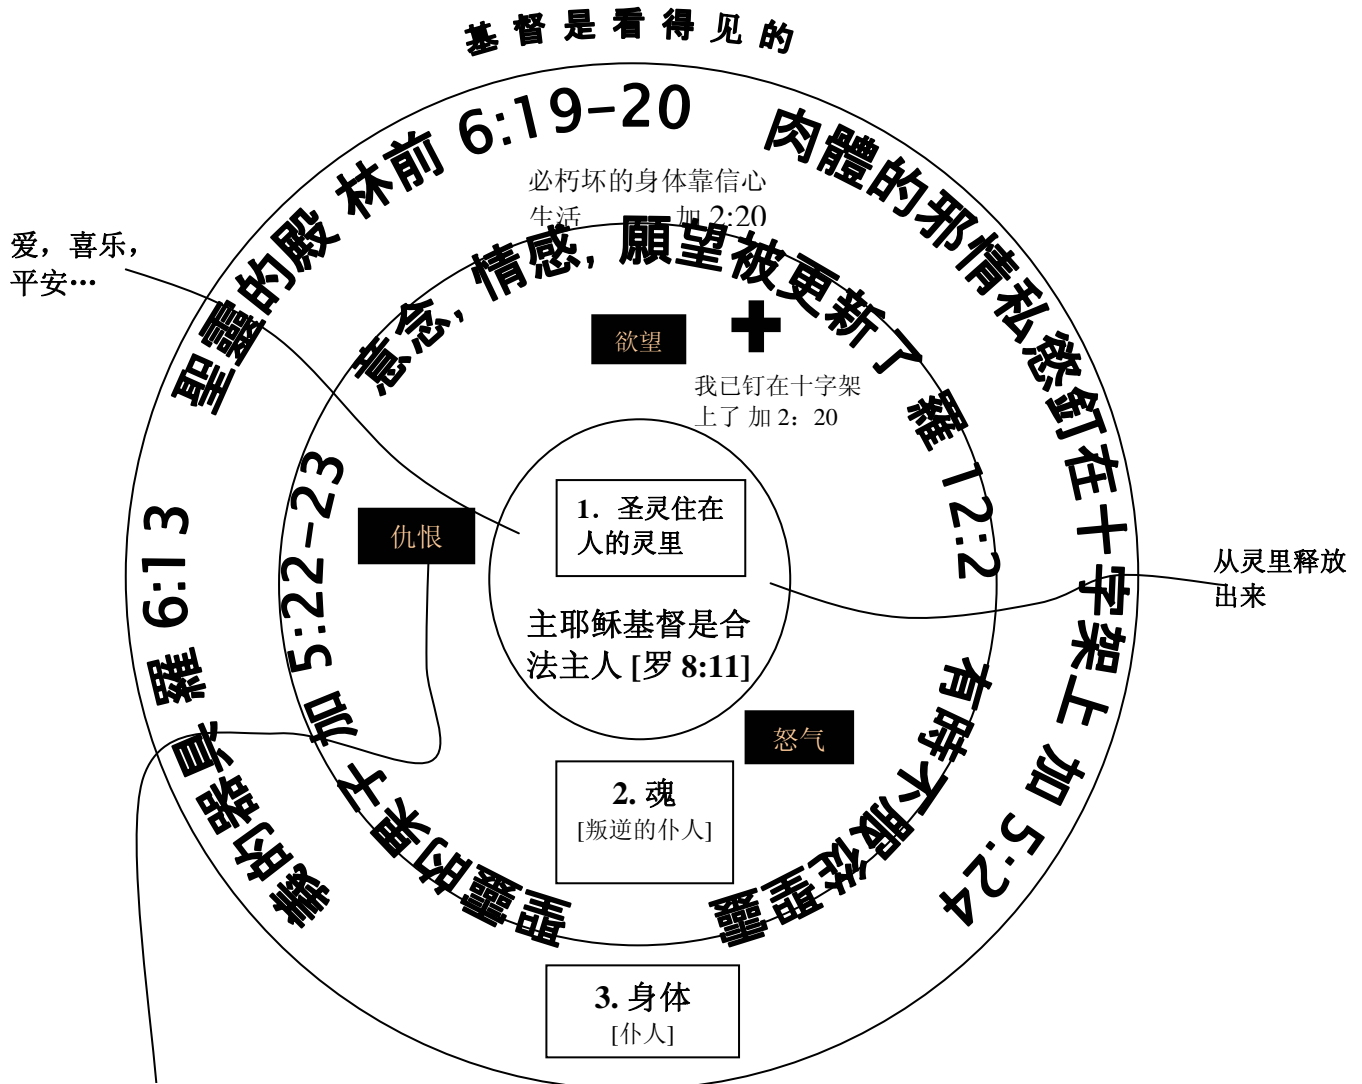 基督是看得见的
聖靈的殿 林前 6:19-20
肉體的邪情私慾釘在十字架上 加 5:24
必朽坏的身体靠信心
生活 加 2:20
爱，喜乐，
平安…
意念, 情感, 願望被更新了 羅 12:2
欲望
我已钉在十字架
上了 加 2：20
1. 圣灵住在
人的灵里
仇恨
主耶稣基督是合
法主人 [罗 8:11]
从灵里释放
出来
義的器具 羅 6:13
聖靈的果子 加 5:22-23
有時不服從聖靈
怒气
2. 魂
[叛逆的仆人]
3. 身体
[仆人]